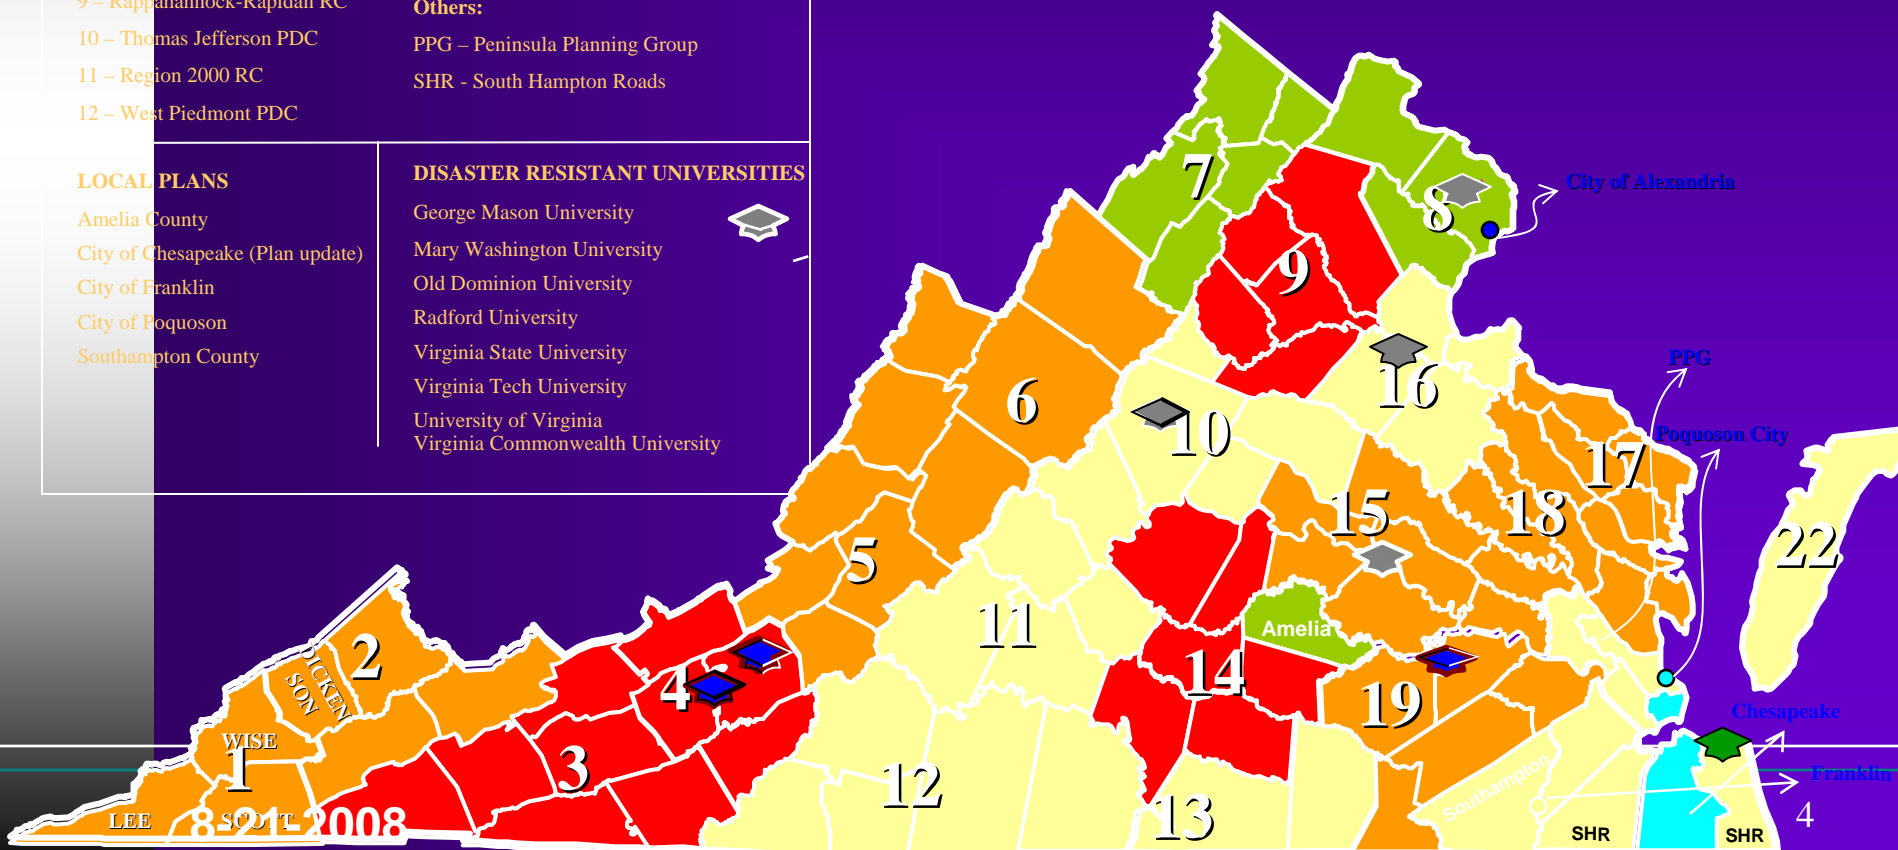 9 – Rappahannock-Rapidan RC
10 – Thomas Jefferson PDC
11 – Region 2000 RC
12 – West Piedmont PDC
Others:
PPG – Peninsula Planning Group
SHR - South Hampton Roads
LOCAL PLANS
Amelia County
City of Chesapeake (Plan update)
City of Franklin
City of Poquoson
Southampton County
DISASTER RESISTANT UNIVERSITIES
George Mason University
Mary Washington University
Old Dominion University
Radford University
Virginia State University
Virginia Tech University
University of Virginia
Virginia Commonwealth University
7
8
City of Alexandria
9
PPG
6
16
10
Poquoson City
17
15
18
5
22
11
Amelia
2
DICKEN
SON
4
14
19
Chesapeake
WISE
1
3
12
Franklin
Southampton
13
4
LEE
SCOTT
8-21-2008
SHR
SHR